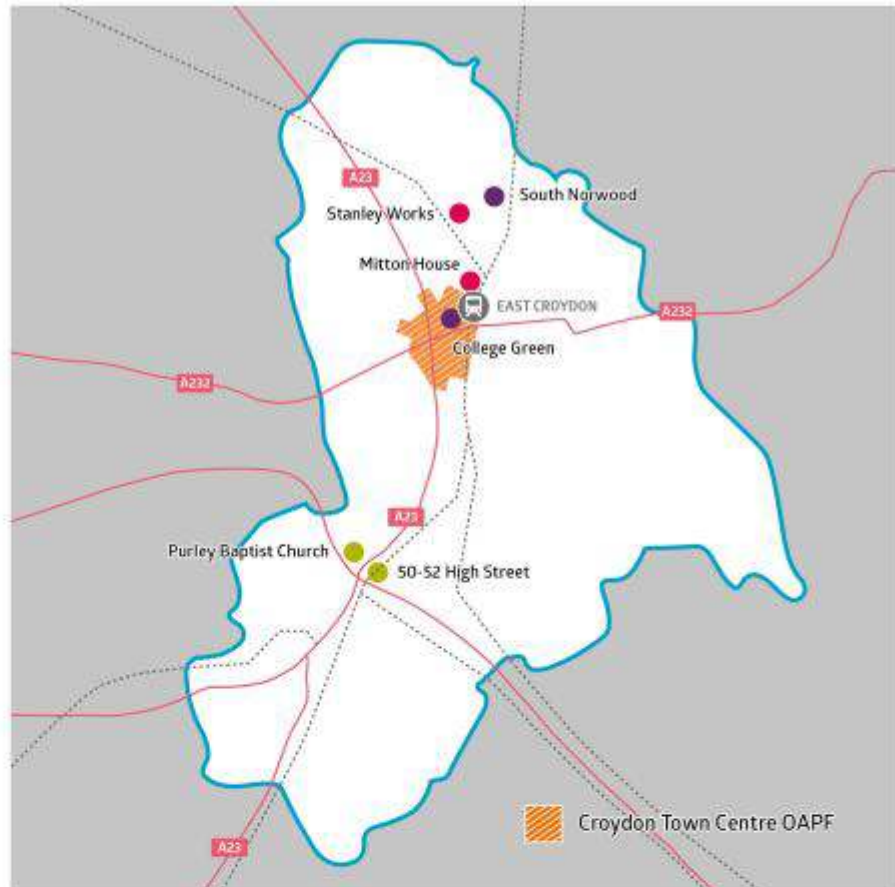 A23
South Norwood
Stanley Works
Mitton House
EAST CROYDON
A232
College Green
A232
A23
Purley Baptist Church
50-52 High Street
Croydon Town Centre OAPF
A23